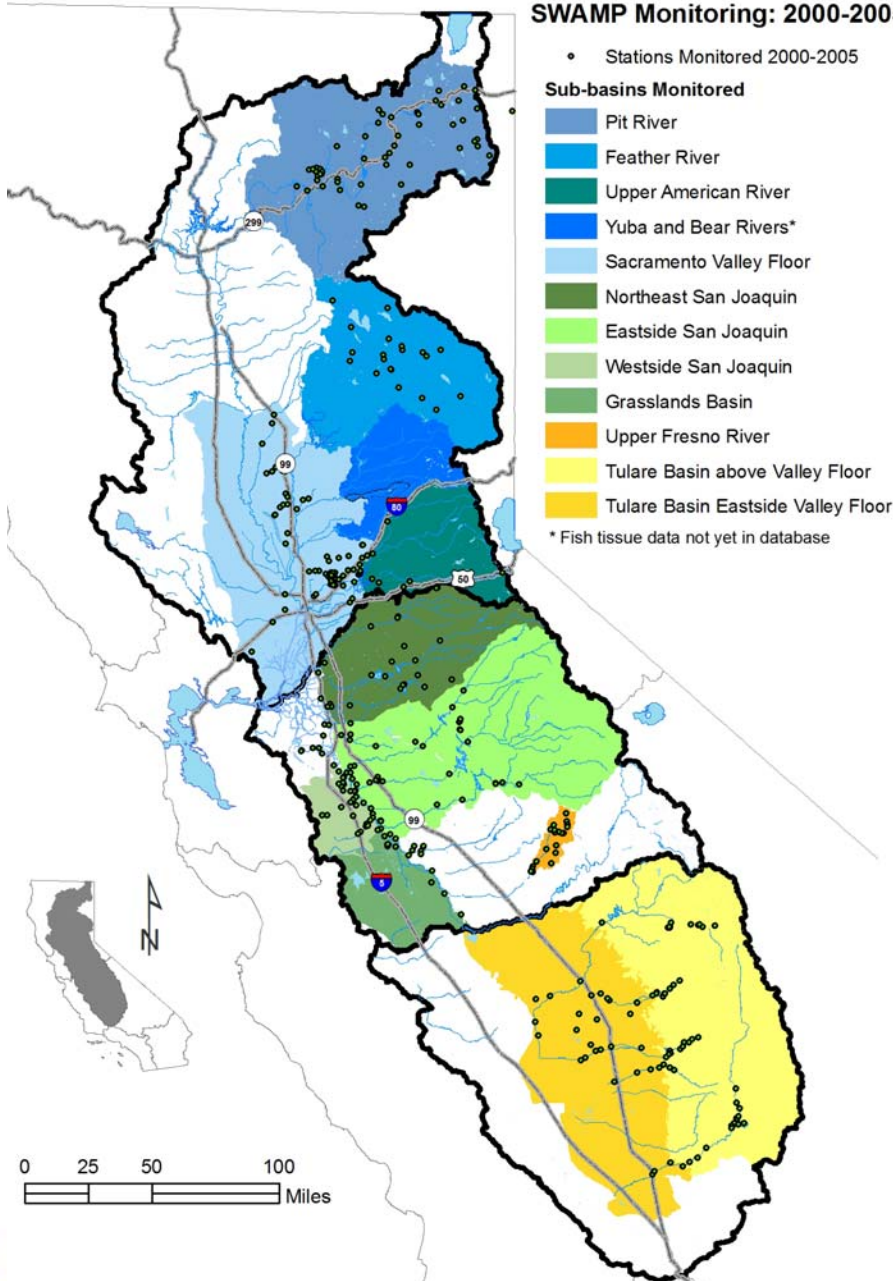 SWAMP Monitoring: 2000-200
Stations Monitored 2000-2005
Sub-basins Monitored
Pit River
Feather River
Upper American River
Yuba and Bear Rivers*
Sacramento Valley Floor
Northeast San Joaquin
Eastside San Joaquin
Westside San Joaquin
Grasslands Basin
Upper Fresno River
Tulare Basin above Valley Floor
Tulare Basin Eastside Valley Floor
* Fish tissue data not yet in database
299
99
80
50
99
5
N
0 25 50 100
Miles